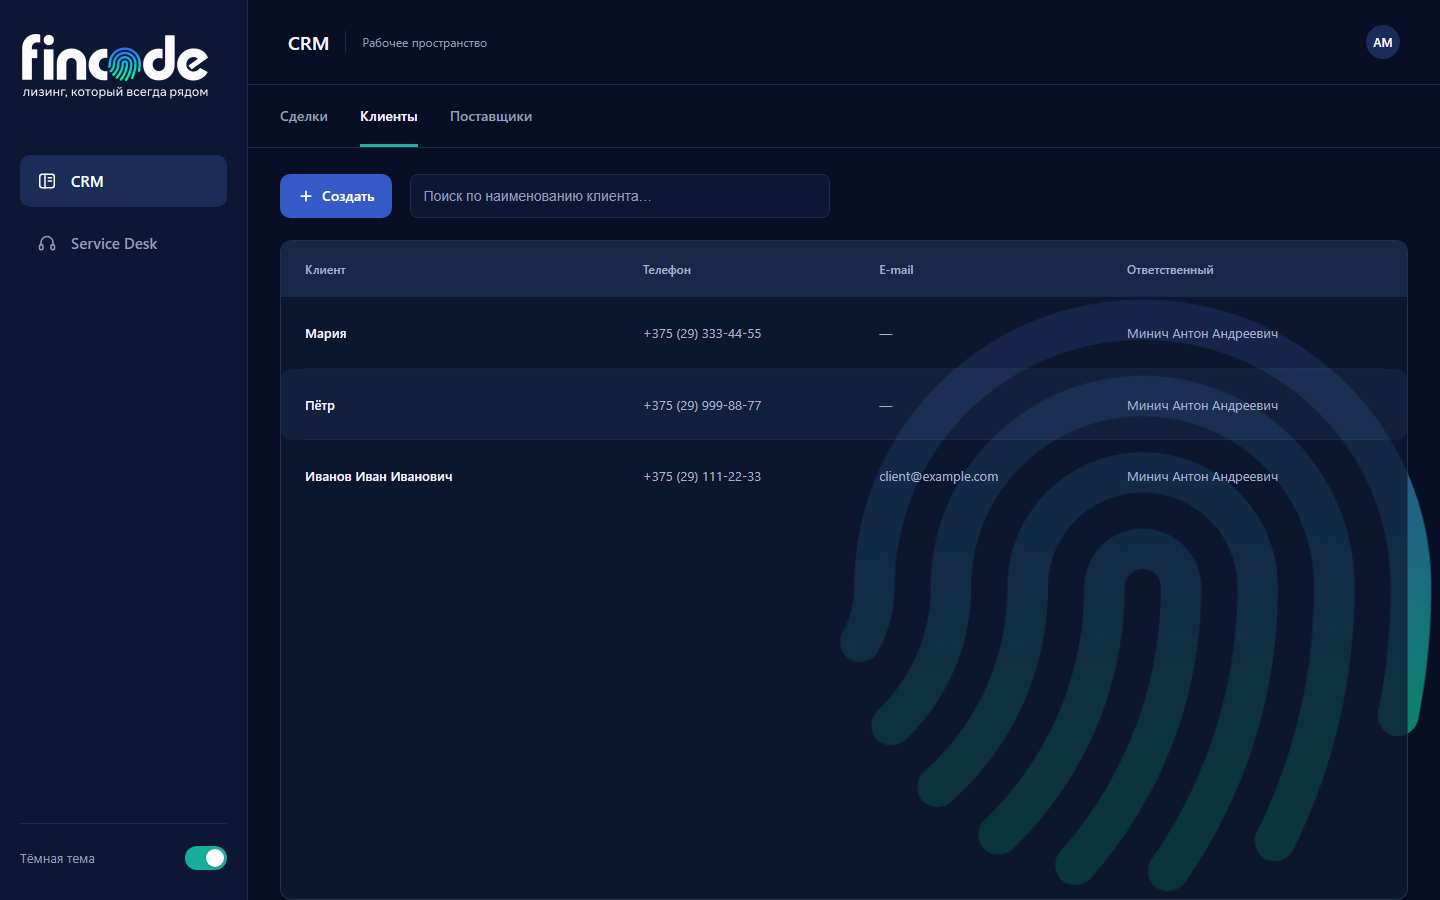 fincode
лизинг, который всегда рядом
CRM
Рабочее пространство
АМ
CRM
Service Desk
Сделки Клиенты Поставщики
+ Создать
Поиск по наименованию клиента...
Клиент Телефон E-mail Ответственный
Мария +375 (29) 333-44-55 — Минич Антон Андреевич
Пётр +375 (29) 999-88-77 — Минич Антон Андреевич
Иванов Иван Иванович +375 (29) 111-22-33 client@example.com Минич Антон Андреевич
Тёмная тема